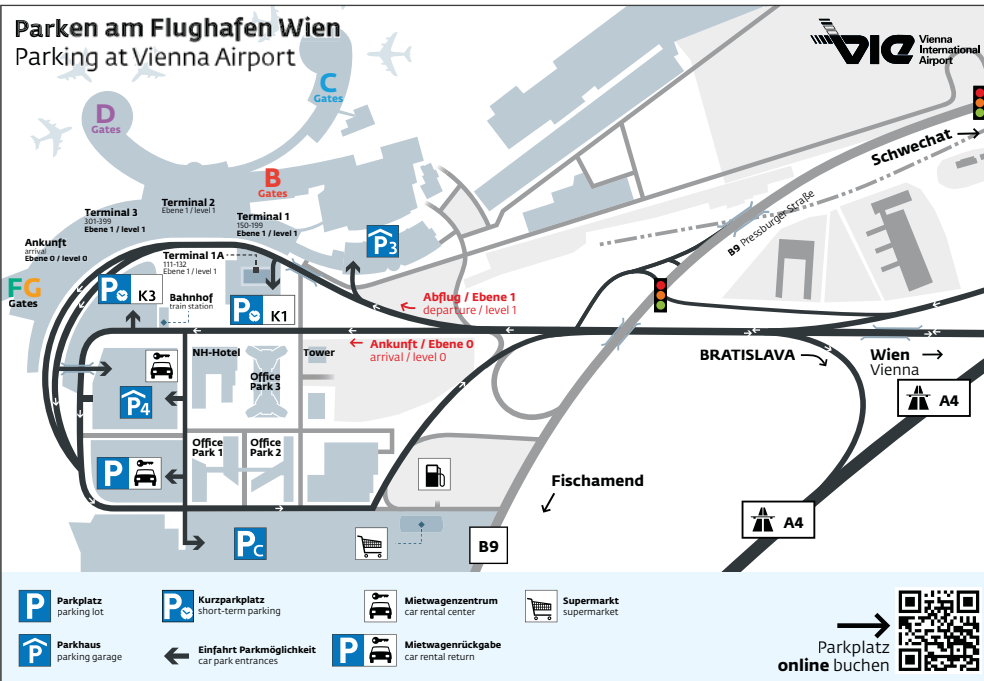 Parken am Flughafen Wien
Parking at Vienna Airport
VIE
Vienna
International
Airport
C
Gates
D
Gates
B
Gates
Schwechat
B9 Pressburger Straße
Terminal 3
301-399
Ebene 1 / level 1
Terminal 2
Ebene 1 / level 1
Terminal 1
150-199
Ebene 1 / level 1
Ankunft
arrival
Ebene 0 / level 0
Terminal 1A
111-132
Ebene 1 / level 1
P3
FG
Gates
P K3
Bahnhof
train station
P K1
Abflug / Ebene 1
departure / level 1
Ankunft / Ebene 0
arrival / level 0
NH-Hotel
Office
Park 3
Tower
BRATISLAVA
Wien
Vienna
A4
P4
Office
Park 1
Office
Park 2
P
Fischamend
A4
PC
B9
P
Parkplatz
parking lot
P
Kurzparkplatz
short-term parking
Mietwagenzentrum
car rental center
Supermarkt
supermarket
P
Parkhaus
parking garage
Einfahrt Parkmöglichkeit
car park entrances
P
Mietwagenrückgabe
car rental return
Parkplatz
online buchen